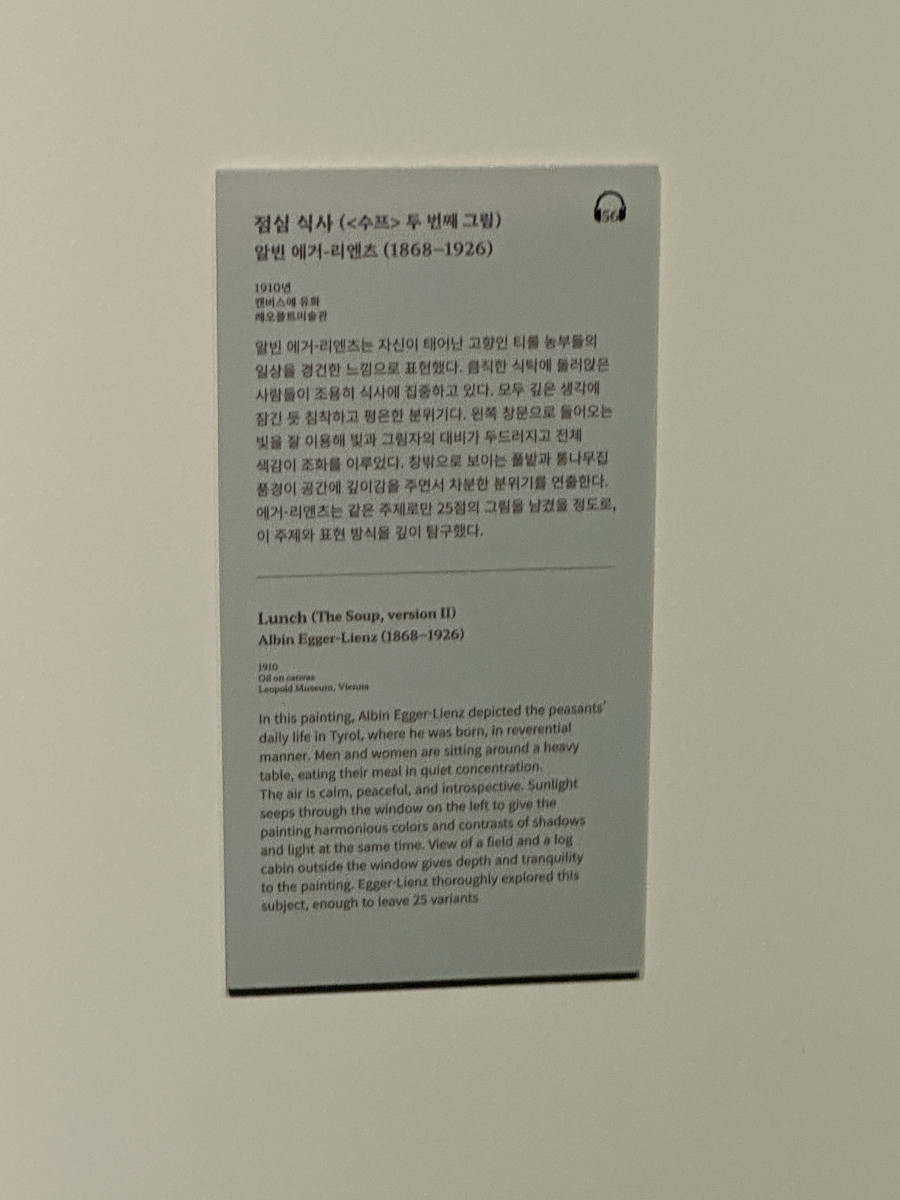 점심 식사 (<수프> 두 번째 그림)
56
알빈 에거-리엔츠 (1868–1926)
1910년
캔버스에 유화
레오폴트미술관
알빈 에거-리엔츠는 자신이 태어난 고향인 티롤 농부들의
일상을 경건한 느낌으로 표현했다. 큼직한 식탁에 둘러앉은
사람들이 조용히 식사에 집중하고 있다. 모두 깊은 생각에
잠긴 듯 침착하고 평온한 분위기다. 왼쪽 창문으로 들어오는
빛을 잘 이용해 빛과 그림자의 대비가 두드러지고 전체
색감이 조화를 이루었다. 창밖으로 보이는 풀밭과 통나무집
풍경이 공간에 깊이감을 주면서 차분한 분위기를 연출한다.
에거-리엔츠는 같은 주제로만 25점의 그림을 남겼을 정도로,
이 주제와 표현 방식을 깊이 탐구했다.
Lunch (The Soup, version II)
Albin Egger-Lienz (1868–1926)
1910
Oil on canvas
Leopold Museum, Vienna
In this painting, Albin Egger-Lienz depicted the peasants'
daily life in Tyrol, where he was born, in reverential
manner. Men and women are sitting around a heavy
table, eating their meal in quiet concentration.
The air is calm, peaceful, and introspective. Sunlight
seeps through the window on the left to give the
painting harmonious colors and contrasts of shadows
and light at the same time. View of a field and a log
cabin outside the window gives depth and tranquility
to the painting. Egger-Lienz thoroughly explored this
subject, enough to leave 25 variants